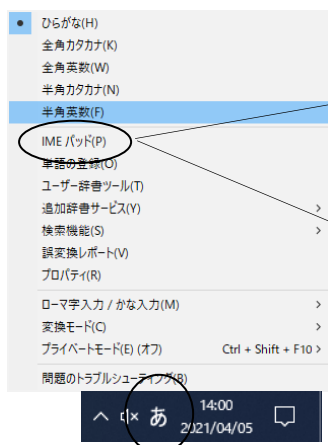 ひらがな(H)
全角カタカナ(K)
全角英数(W)
半角カタカナ(N)
半角英数(F)
IME パッド(P)
単語の登録(O)
ユーザー辞書ツール(T)
追加辞書サービス(Y)
検索機能(S)
誤変換レポート(V)
プロパティ(R)
ローマ字入力 / かな入力(M)
変換モード(C)
プライベートモード(E) (オフ) Ctrl + Shift + F10
問題のトラブルシューティング(B)
あ 14:00
2021/04/05